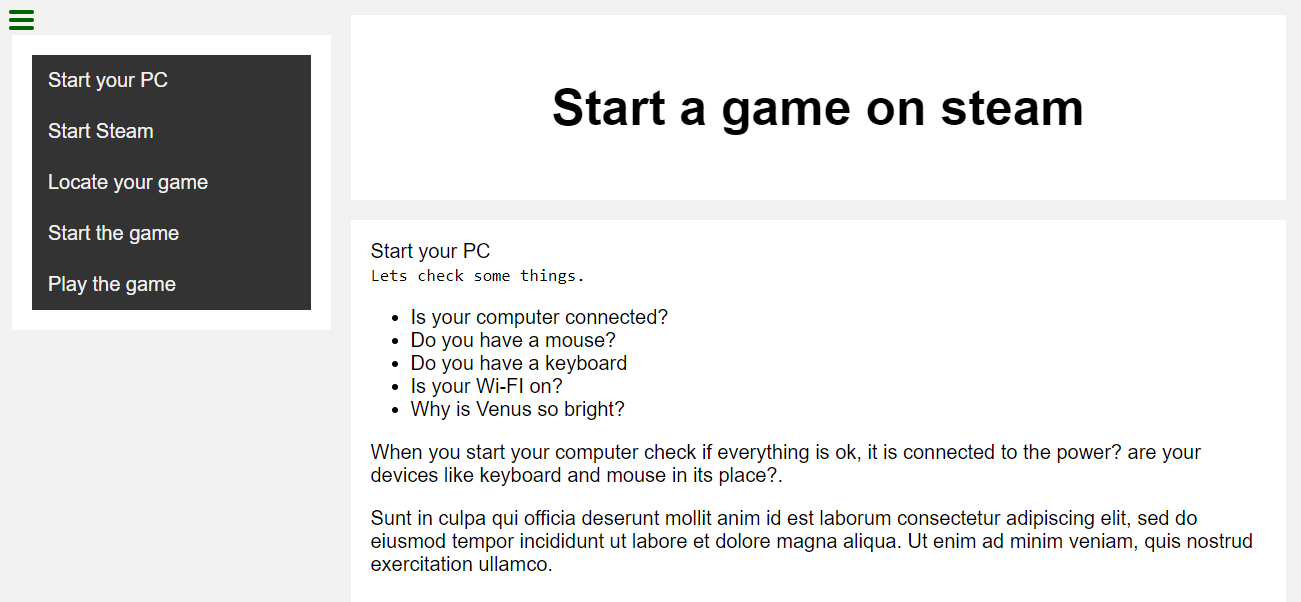 Start your PC
Start Steam
Locate your game
Start the game
Play the game
Start a game on steam
Start your PC
Lets check some things.
Is your computer connected?
Do you have a mouse?
Do you have a keyboard
Is your Wi-FI on?
Why is Venus so bright?
When you start your computer check if everything is ok, it is connected to the power? are your
devices like keyboard and mouse in its place?.
Sunt in culpa qui officia deserunt mollit anim id est laborum consectetur adipiscing elit, sed do
eiusmod tempor incididunt ut labore et dolore magna aliqua. Ut enim ad minim veniam, quis nostrud
exercitation ullamco.